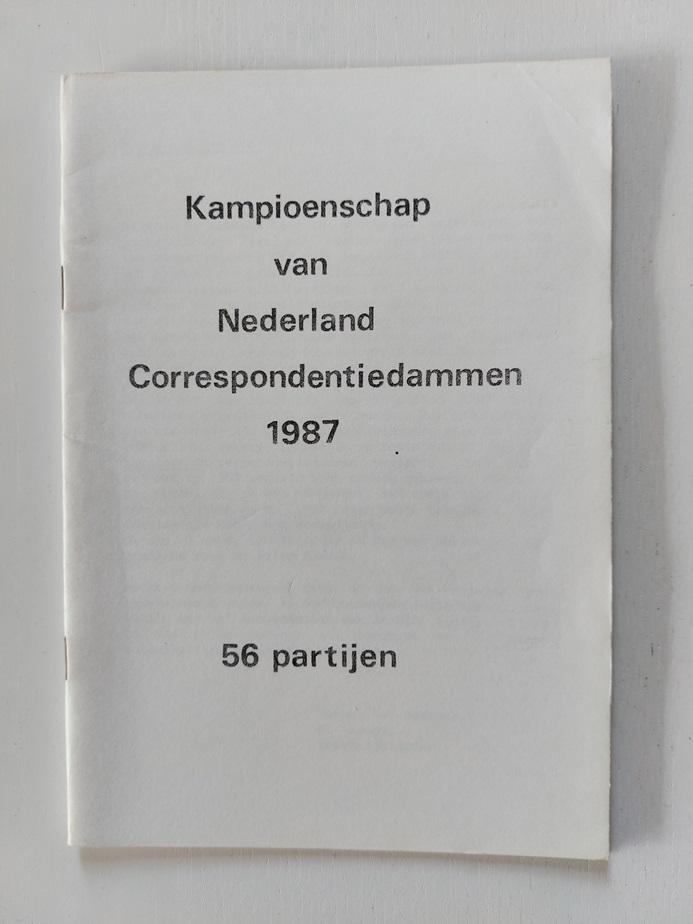 Kampioenschap
van
Nederland
Correspondentiedammen
1987
56 partijen